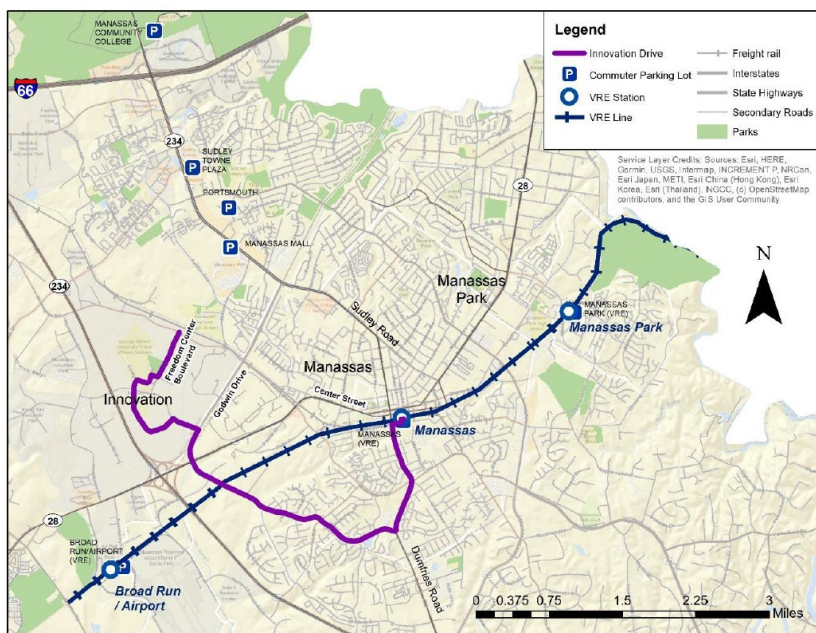 MANASSAS
COMMUNITY
COLLEGE
P
66
234
SUDLEY
TOWNE
PLAZA
P
PORTSMOUTH
P
P
MANASSAS MALL
234
28
Manassas
Park
Sudley Road
MANASSAS
PARK (VRE)
Manassas Park
Freedom Center
Boulevard
Manassas
Innovation
Godwin Drive
Center Street
MANASSAS
(VRE)
Manassas
28
BROAD
RUN/AIRPORT
(VRE)
P
Broad Run
/ Airport
Dumfries Road
Legend
Innovation Drive
P
Commuter Parking Lot
VRE Station
VRE Line
Freight rail
Interstates
State Highways
Secondary Roads
Parks
Service Layer Credits: Sources: Esri, HERE,
Garmin, USGS, Intermap, INCREMENT P, NRCan,
Esri Japan, METI, Esri China (Hong Kong), Esri
Korea, Esri (Thailand), NGCC, (c) OpenStreetMap
contributors, and the GIS User Community
N
0 0.375 0.75 1.5 2.25 3
Miles